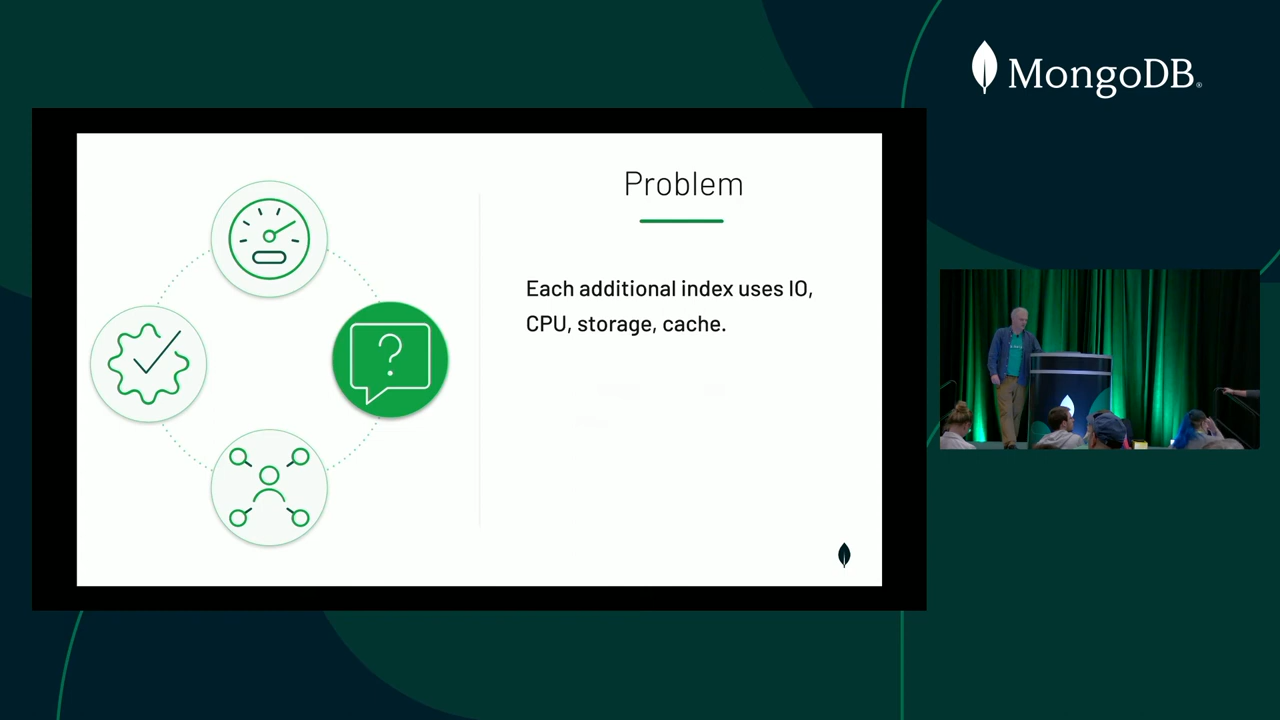 MongoDB®
Problem
Each additional index uses IO,
CPU, storage, cache.
?